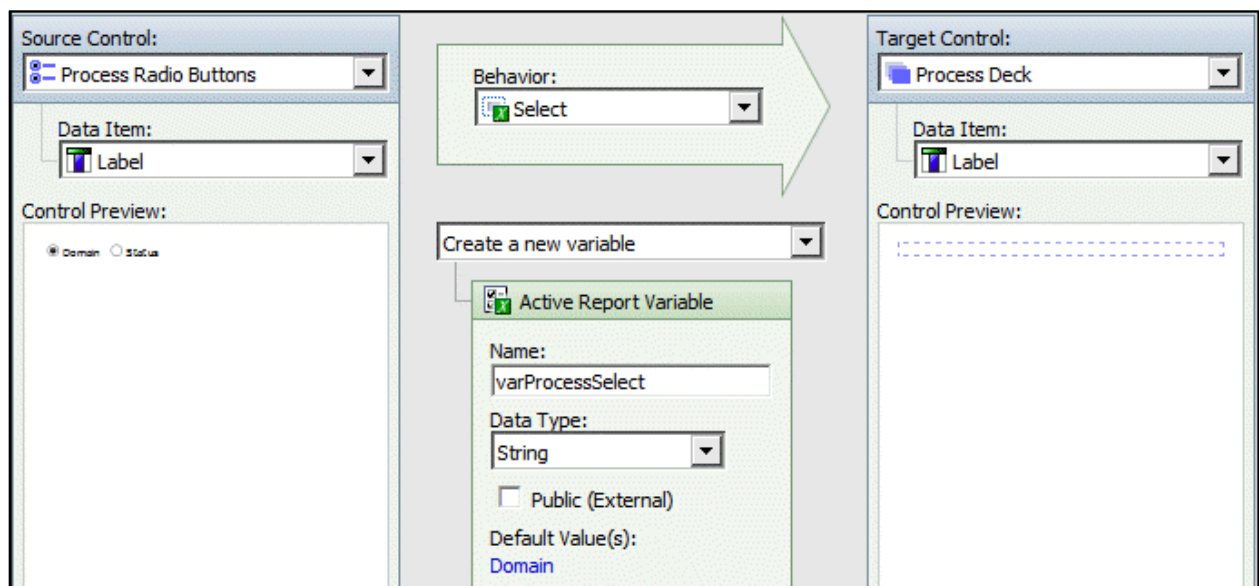 Source Control:
Process Radio Buttons
Data Item:
Label
Control Preview:
Domain Status
Behavior:
Select
Create a new variable
Active Report Variable
Name:
varProcessSelect
Data Type:
String
Public (External)
Default Value(s):
Domain
Target Control:
Process Deck
Data Item:
Label
Control Preview: